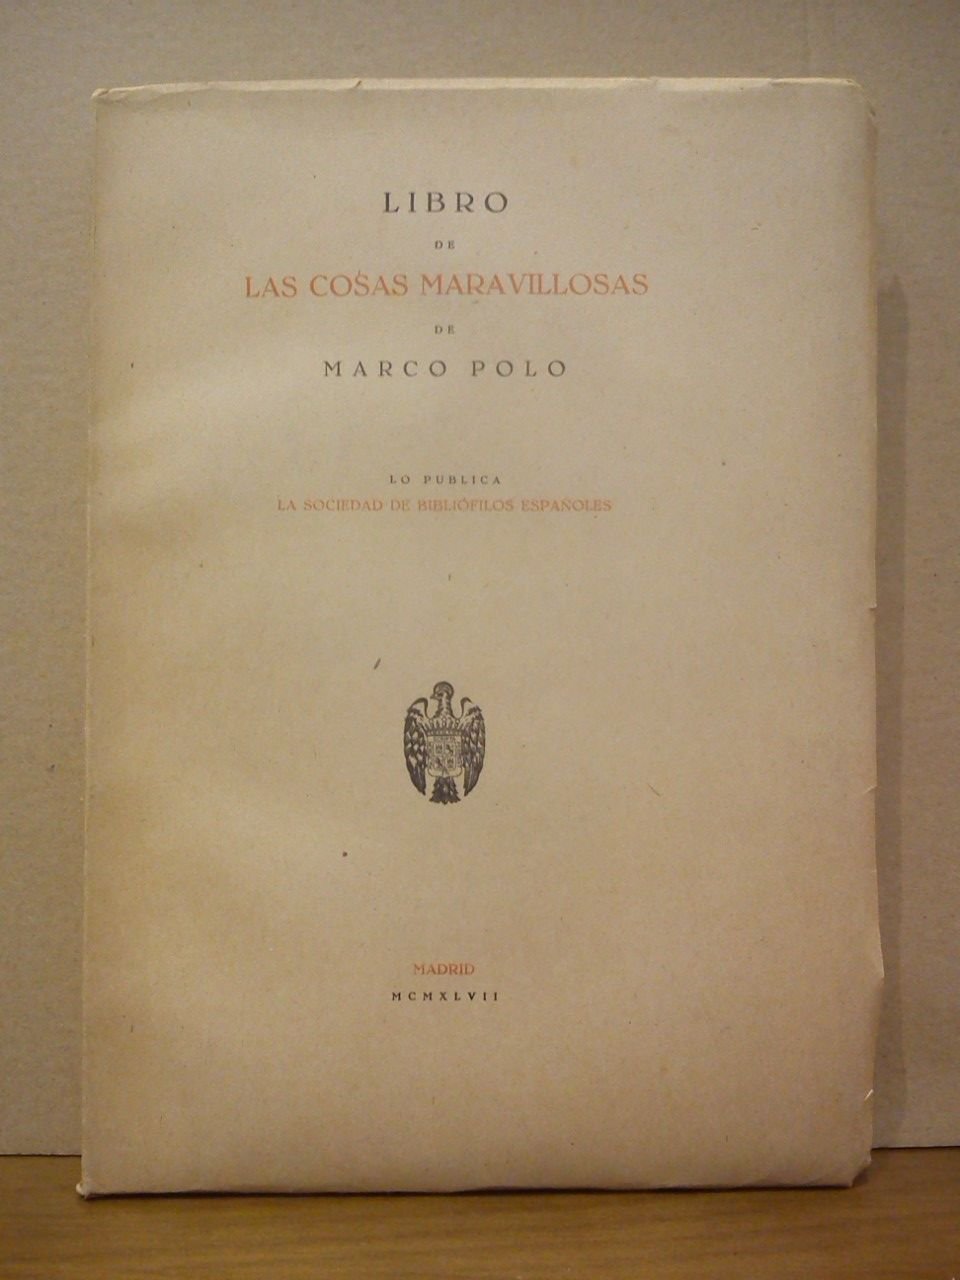 LIBRO
DE
LAS COSAS MARAVILLOSAS
DE
MARCO POLO
LO PUBLICA
LA SOCIEDAD DE BIBLIÓFILOS ESPAÑOLES
MADRID
MCMXLVII